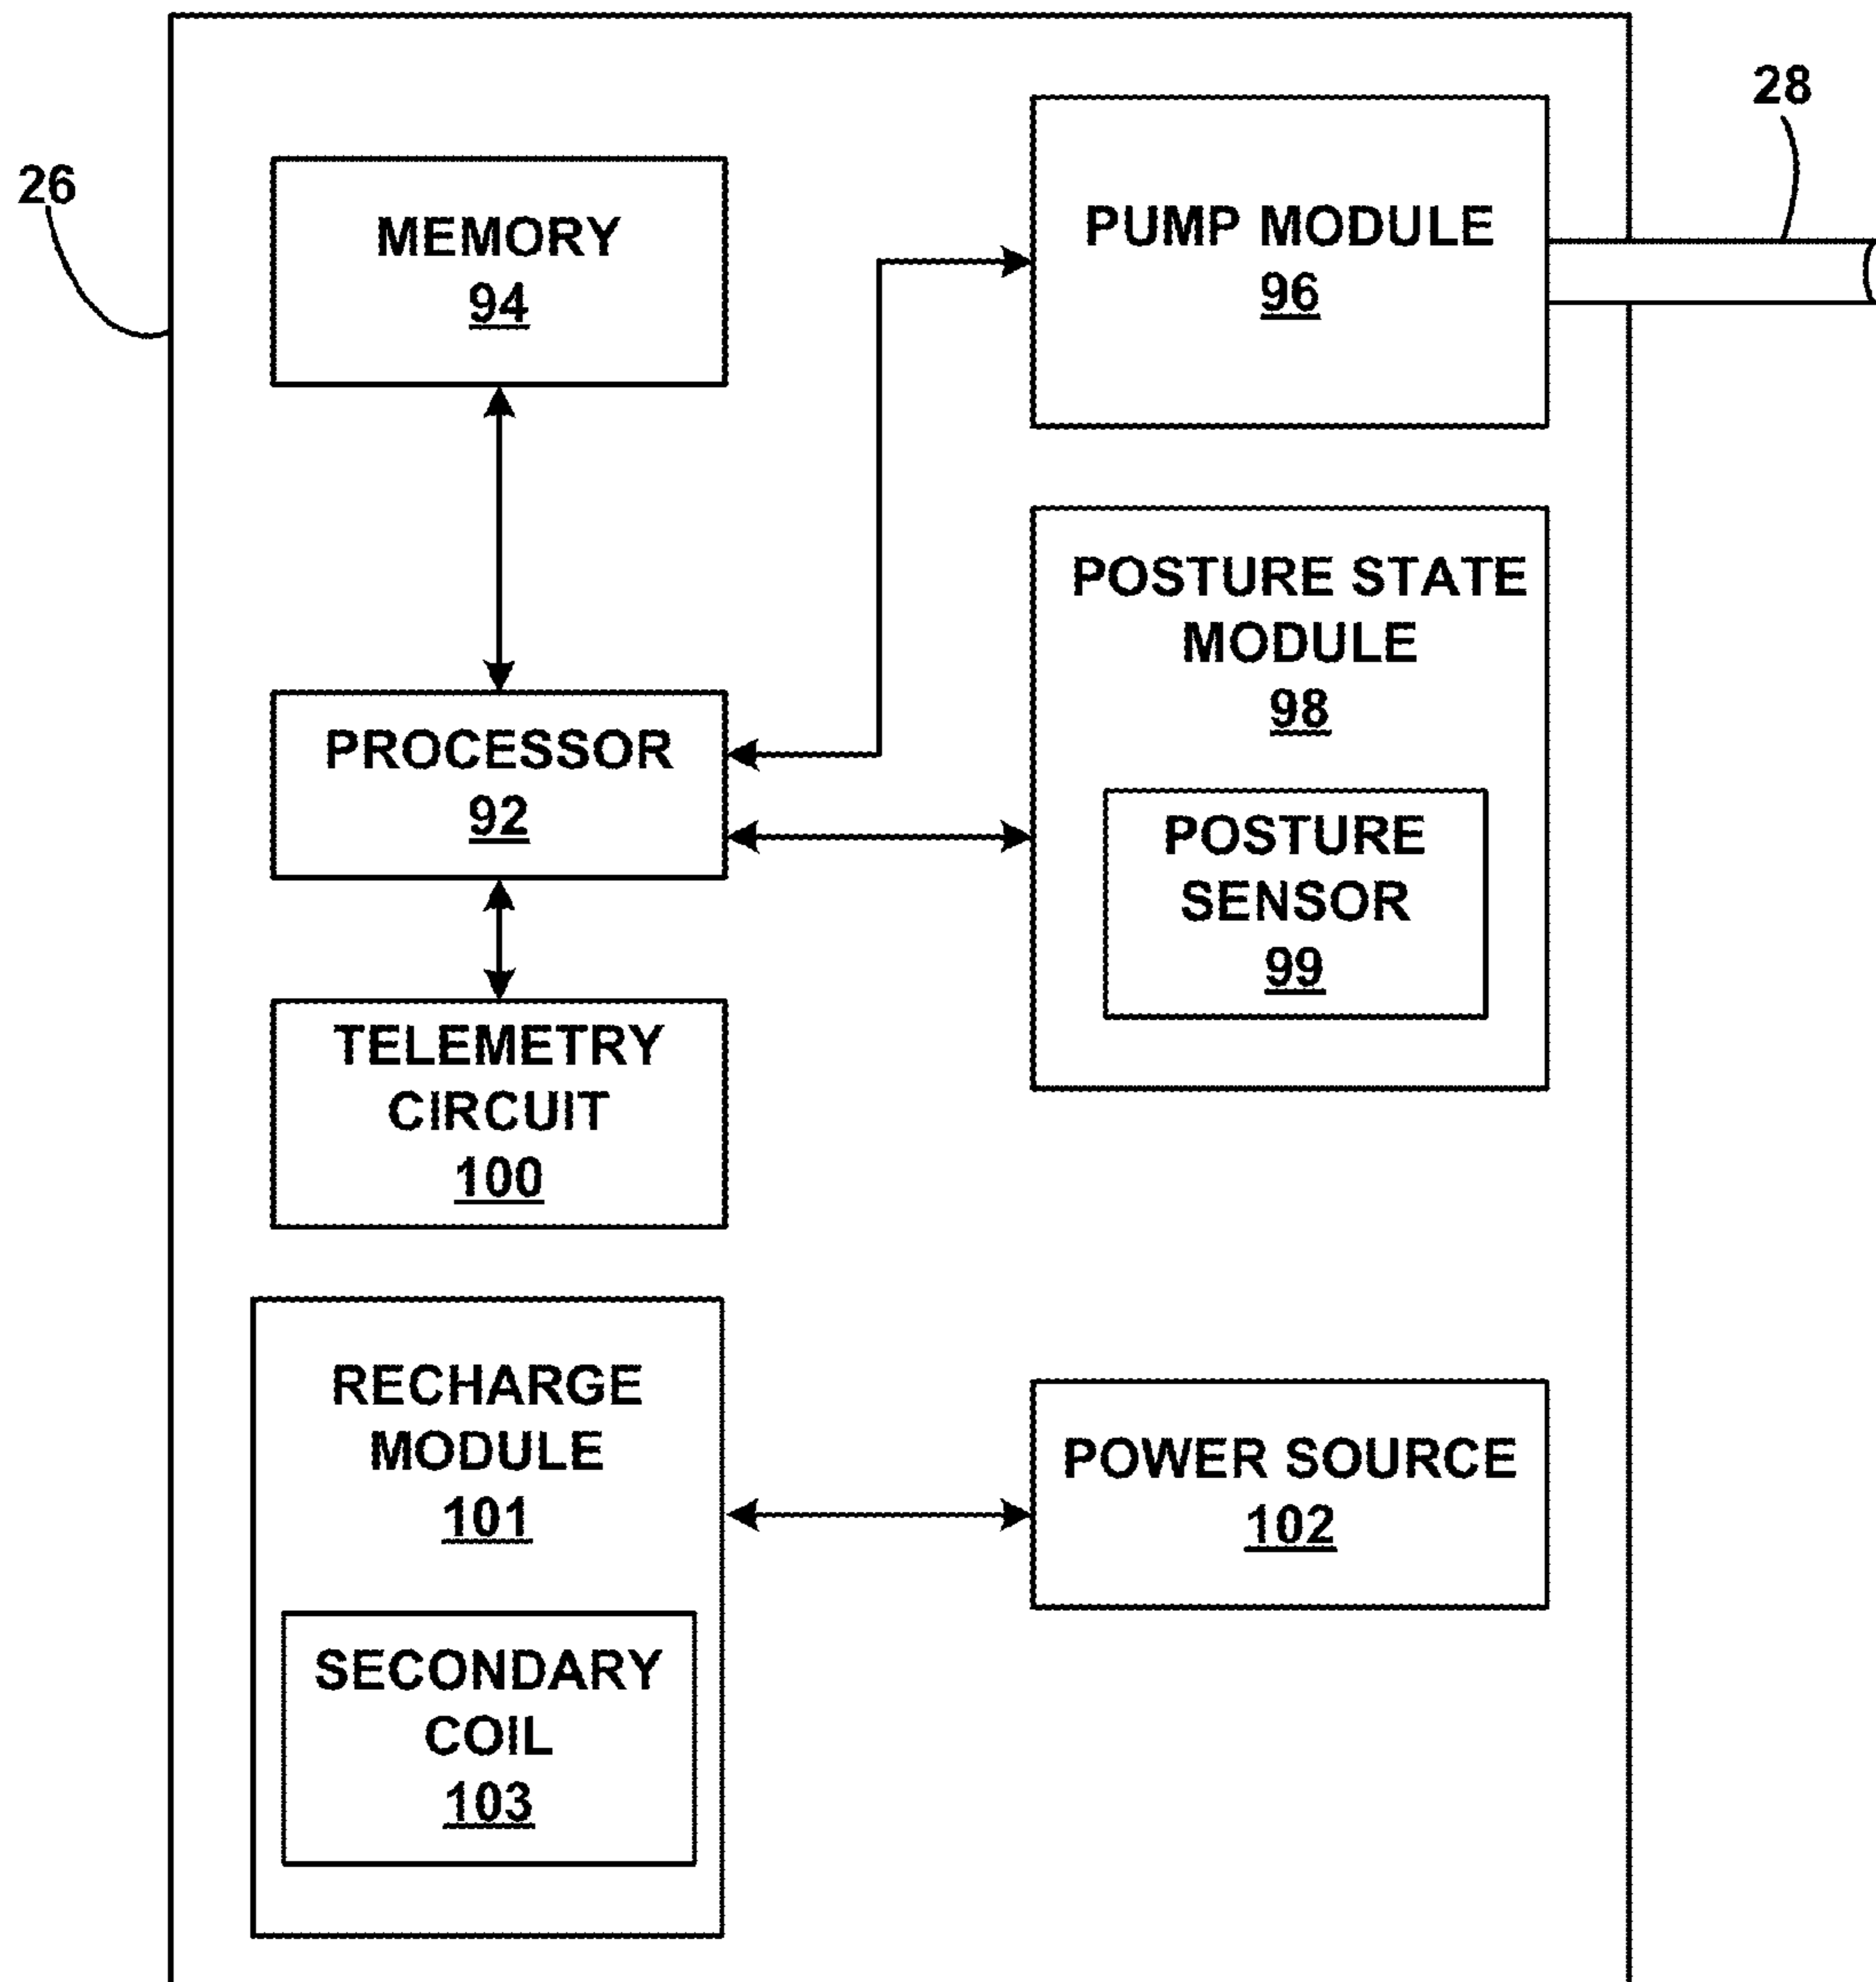 26
28
MEMORY
94
PUMP MODULE
96
POSTURE STATE
MODULE
98
PROCESSOR
92
POSTURE
SENSOR
99
TELEMETRY
CIRCUIT
100
RECHARGE
MODULE
101
POWER SOURCE
102
SECONDARY
COIL
103